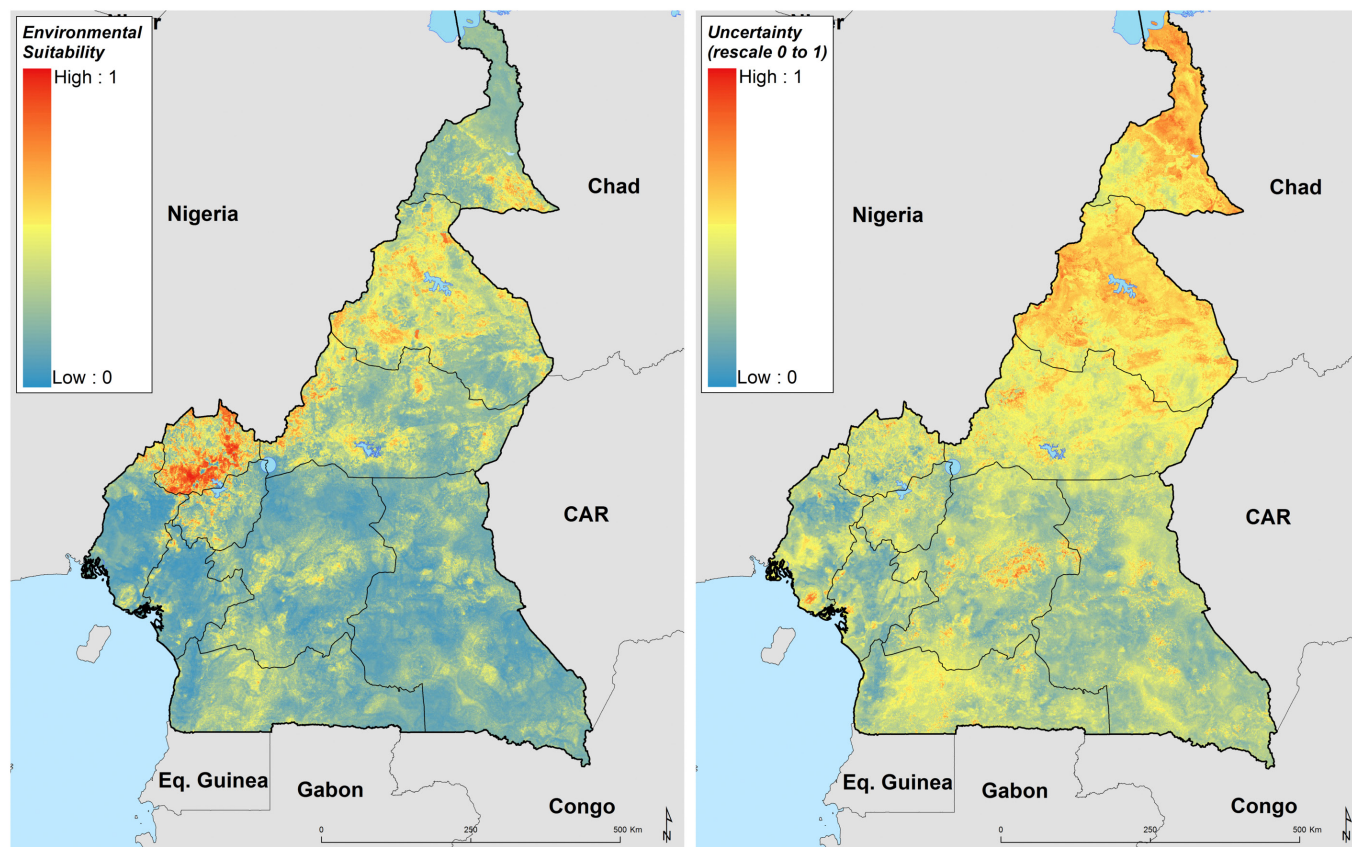 Environmental
Suitability
High : 1
Low : 0
Nigeria
Chad
CAR
Eq. Guinea
Gabon
Congo
0
250
500 Km
N
Uncertainty
(rescale 0 to 1)
High : 1
Low : 0
Nigeria
Chad
CAR
Eq. Guinea
Gabon
Congo
0
250
500 Km
N